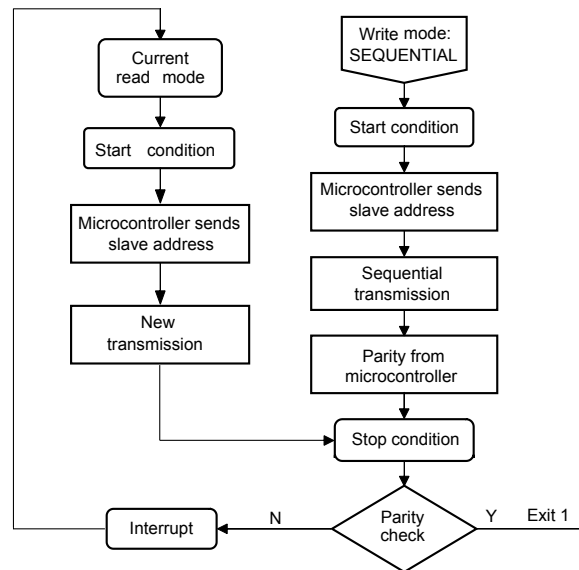 Current
read mode
Start condition
Microcontroller sends
slave address
New
transmission
Write mode:
SEQUENTIAL
Start condition
Microcontroller sends
slave address
Sequential
transmission
Parity from
microcontroller
Stop condition
Parity
check
Y
Exit 1
N
Interrupt